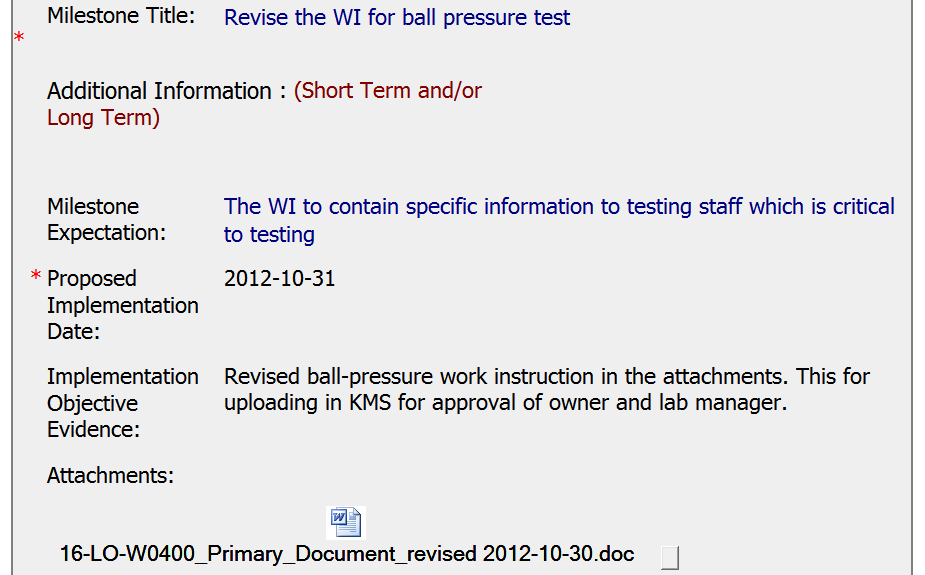 Milestone Title: Revise the WI for ball pressure test
*
Additional Information : (Short Term and/or
Long Term)
Milestone The WI to contain specific information to testing staff which is critical
Expectation: to testing
* Proposed 2012-10-31
Implementation
Date:
Implementation Revised ball-pressure work instruction in the attachments. This for
Objective uploading in KMS for approval of owner and lab manager.
Evidence:
Attachments:
W
16-LO-W0400_Primary_Document_revised 2012-10-30.doc